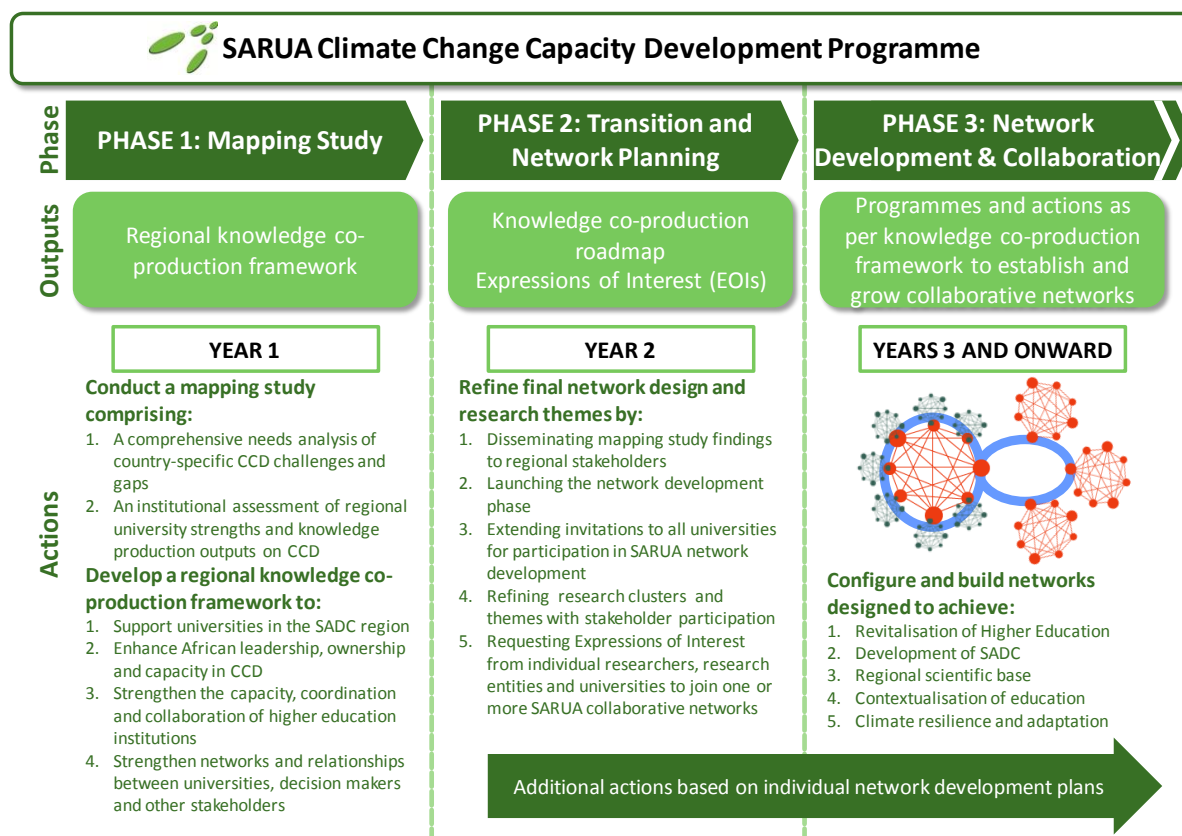 SARUA Climate Change Capacity Development Programme
Phase
PHASE 1: Mapping Study
PHASE 2: Transition and
Network Planning
PHASE 3: Network
Development & Collaboration
Outputs
Regional knowledge co-
production framework
Knowledge co-production
roadmap
Expressions of Interest (EOIs)
Programmes and actions as
per knowledge co-production
framework to establish and
grow collaborative networks
Actions
YEAR 1
Conduct a mapping study
comprising:
1. A comprehensive needs analysis of
country-specific CCD challenges and
gaps
2. An institutional assessment of regional
university strengths and knowledge
production outputs on CCD
Develop a regional knowledge co-
production framework to:
1. Support universities in the SADC region
2. Enhance African leadership, ownership
and capacity in CCD
3. Strengthen the capacity, coordination
and collaboration of higher education
institutions
4. Strengthen networks and relationships
between universities, decision makers
and other stakeholders
YEAR 2
Refine final network design and
research themes by:
1. Disseminating mapping study findings
to regional stakeholders
2. Launching the network development
phase
3. Extending invitations to all universities
for participation in SARUA network
development
4. Refining research clusters and
themes with stakeholder participation
5. Requesting Expressions of Interest
from individual researchers, research
entities and universities to join one or
more SARUA collaborative networks
YEARS 3 AND ONWARD
Configure and build networks
designed to achieve:
1. Revitalisation of Higher Education
2. Development of SADC
3. Regional scientific base
4. Contextualisation of education
5. Climate resilience and adaptation
Additional actions based on individual network development plans